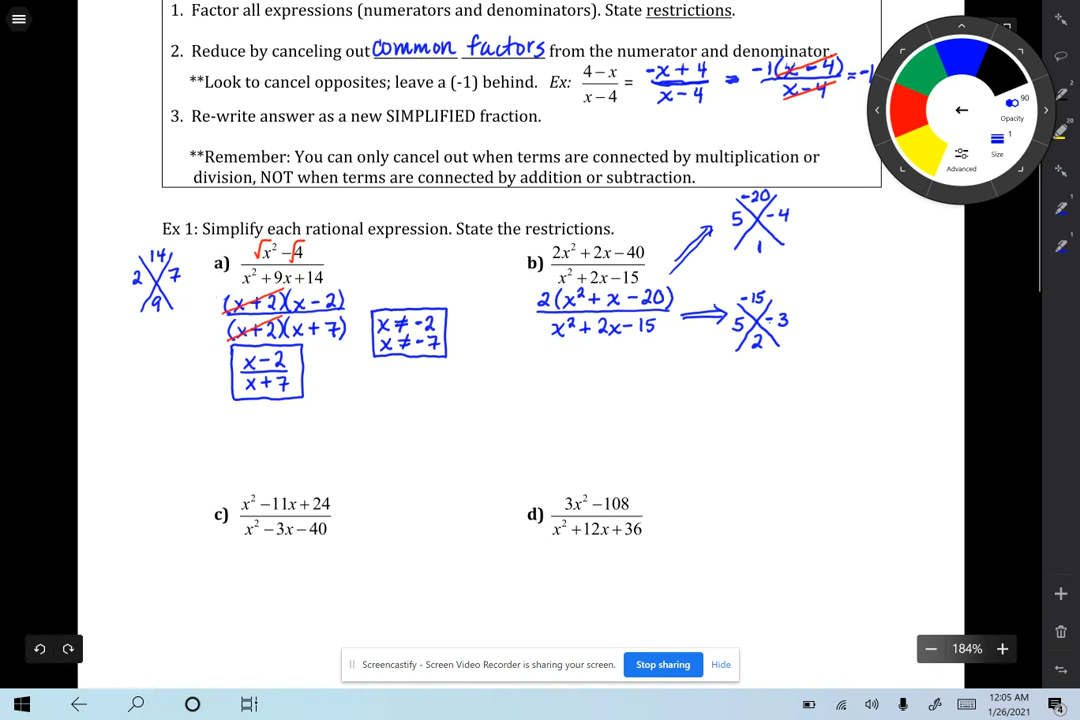 1. Factor all expressions (numerators and denominators). State restrictions.
2. Reduce by canceling out common factors from the numerator and denominator.
**Look to cancel opposites; leave a (-1) behind. Ex: (4 − x)/(x − 4) = (-x + 4)/(x − 4) = (-1(x − 4))/(x − 4) = -1
3. Re-write answer as a new SIMPLIFIED fraction.
**Remember: You can only cancel out when terms are connected by multiplication or
division, NOT when terms are connected by addition or subtraction.
Ex 1: Simplify each rational expression. State the restrictions.
a) (√x² − √4)/(x² + 9x + 14)
14
2 7
9
(x + 2)(x − 2)
(x + 2)(x + 7)
x ≠ -2
x ≠ -7
x − 2
x + 7
b) (2x² + 2x − 40)/(x² + 2x − 15)
2(x² + x − 20)
x² + 2x − 15
-20
5 -4
1
-15
5 -3
2
c) (x² − 11x + 24)/(x² − 3x − 40)
d) (3x² − 108)/(x² + 12x + 36)
90
Opacity
1
Size
Advanced
20
1
1
184%
Screencastify - Screen Video Recorder is sharing your screen.
Stop sharing
Hide
12:05 AM
1/26/2021
4